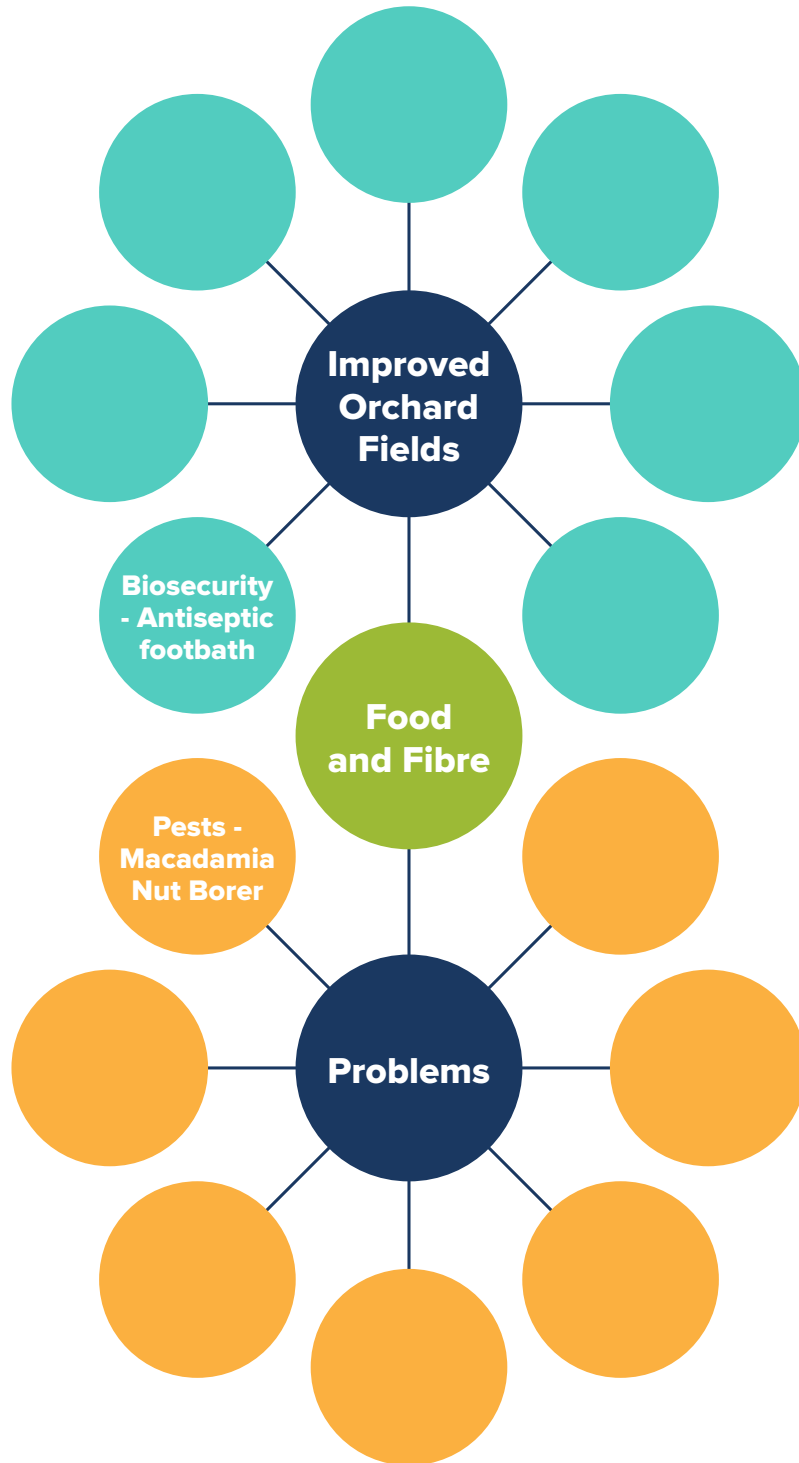 Improved
Orchard
Fields
Biosecurity
- Antiseptic
footbath
Food
and Fibre
Pests -
Macadamia
Nut Borer
Problems